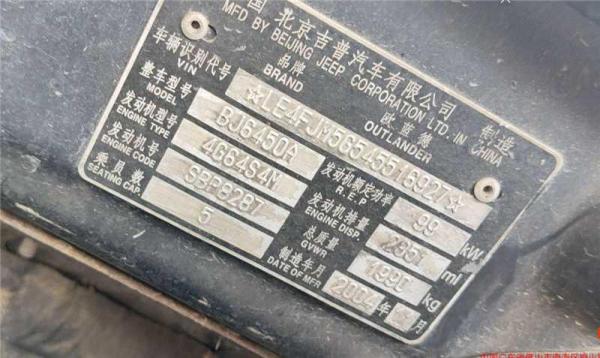 国 北京吉普汽车有限公司 制造
MFD BY BEIJING JEEP CORPORATION LTD. IN CHINA
品牌 欧蓝德
BRAND OUTLANDER
车辆识别代号
VIN ☆LE4FJM5G545516927☆
整车型号 发动机额定功率
MODEL BJ6450A R.E.P 99 kW
发动机型号 发动机排量
ENGINE TYPE 4G64S4M ENGINE DISP. 2351 ml
发动机号 总质量
ENGINE CODE SBP8287 GVWR 1990 kg
乘员数 制造年月
SEATING CAP. 5 DATE OF MFR 2004 年 月